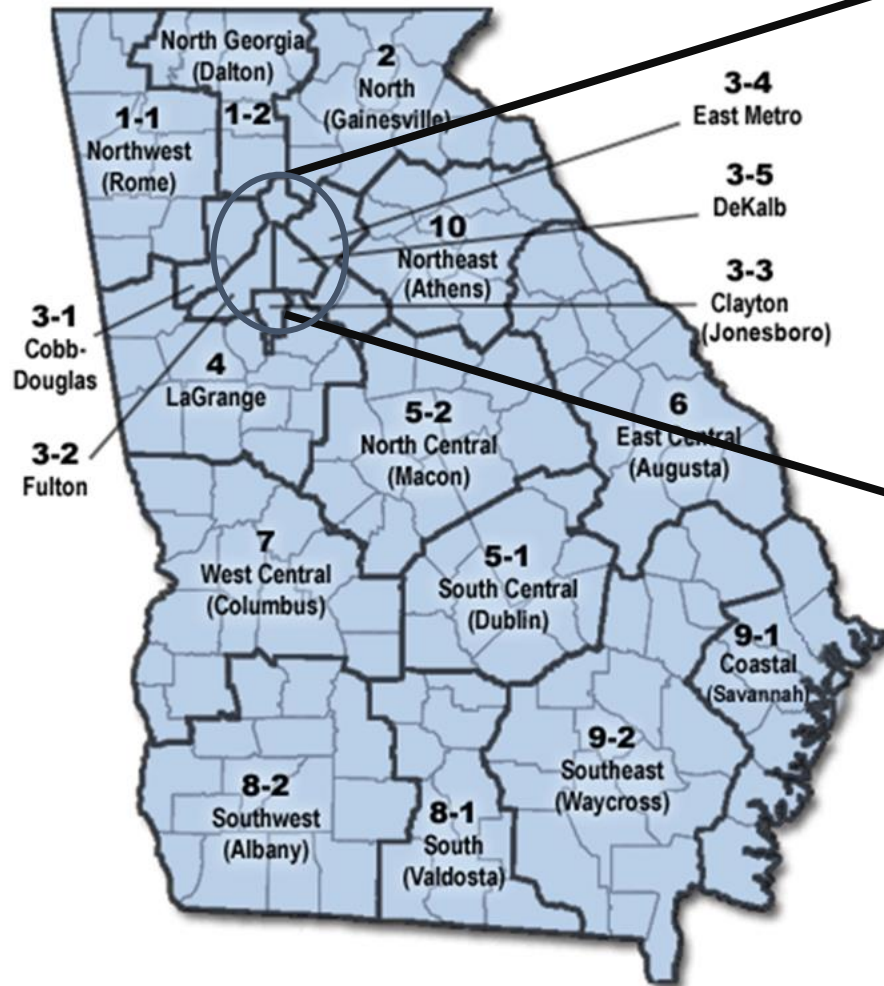 North Georgia
(Dalton)
2
North
(Gainesville)
1-1
Northwest
(Rome)
1-2
3-4
East Metro
3-5
DeKalb
10
Northeast
(Athens)
3-3
Clayton
(Jonesboro)
3-1
Cobb-
Douglas
4
LaGrange
3-2
Fulton
5-2
North Central
(Macon)
6
East Central
(Augusta)
7
West Central
(Columbus)
5-1
South Central
(Dublin)
9-1
Coastal
(Savannah)
9-2
Southeast
(Waycross)
8-2
Southwest
(Albany)
8-1
South
(Valdosta)